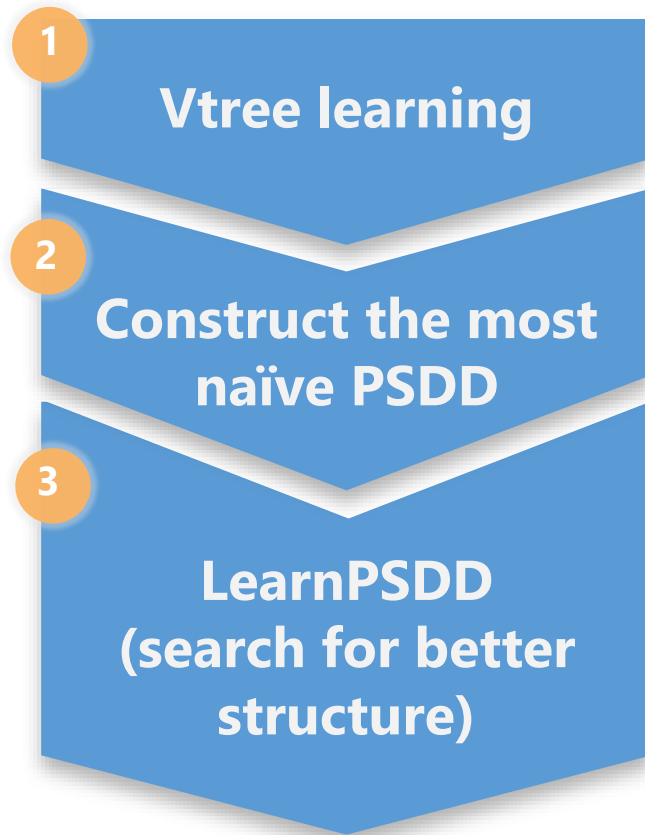 1
Vtree learning
2
Construct the most
naïve PSDD
3
LearnPSDD
(search for better
structure)